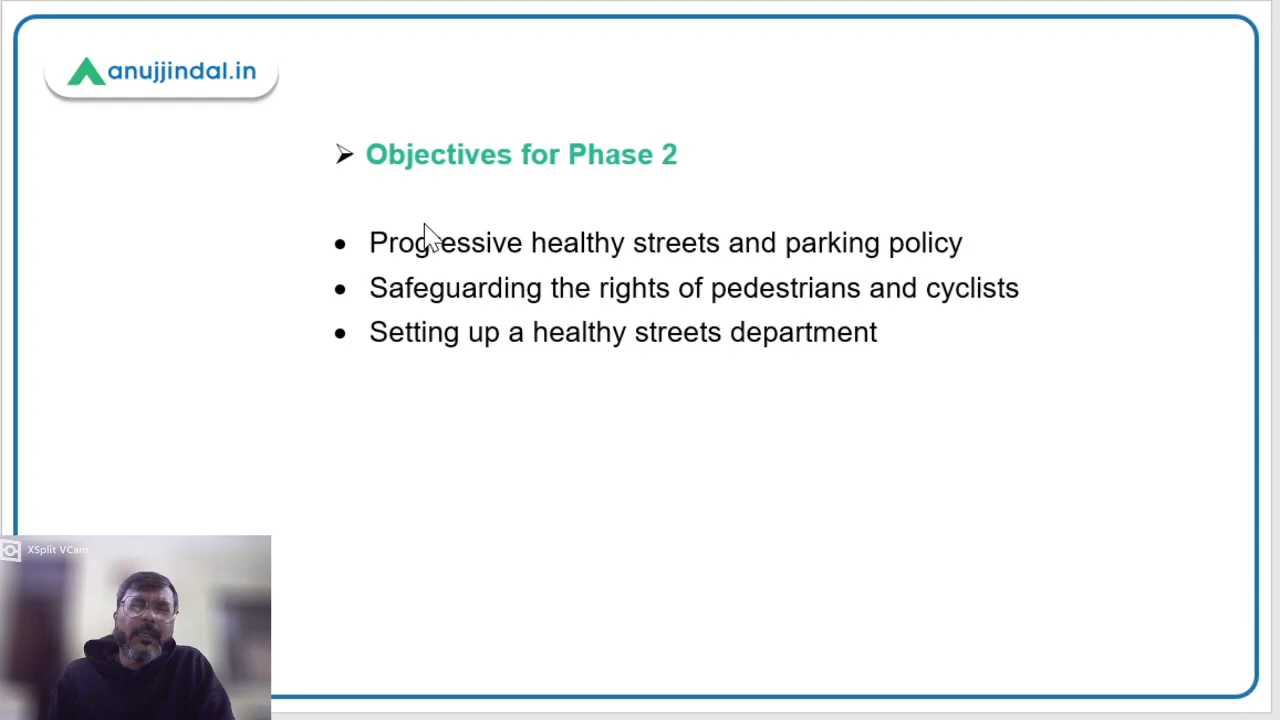 anujjindal.in
➢ Objectives for Phase 2
• Progressive healthy streets and parking policy
• Safeguarding the rights of pedestrians and cyclists
• Setting up a healthy streets department
XSplit VCam